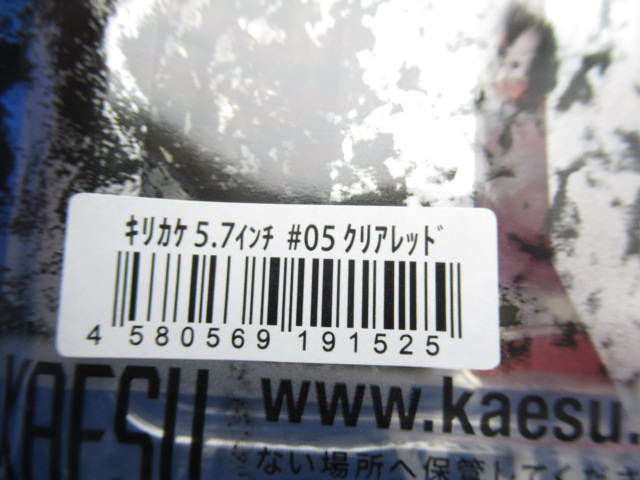 キリカケ 5.7インチ #05 クリアレッド
4 580569 191525
KAESU
www.kaesu.
ない場所へ保管してくださ